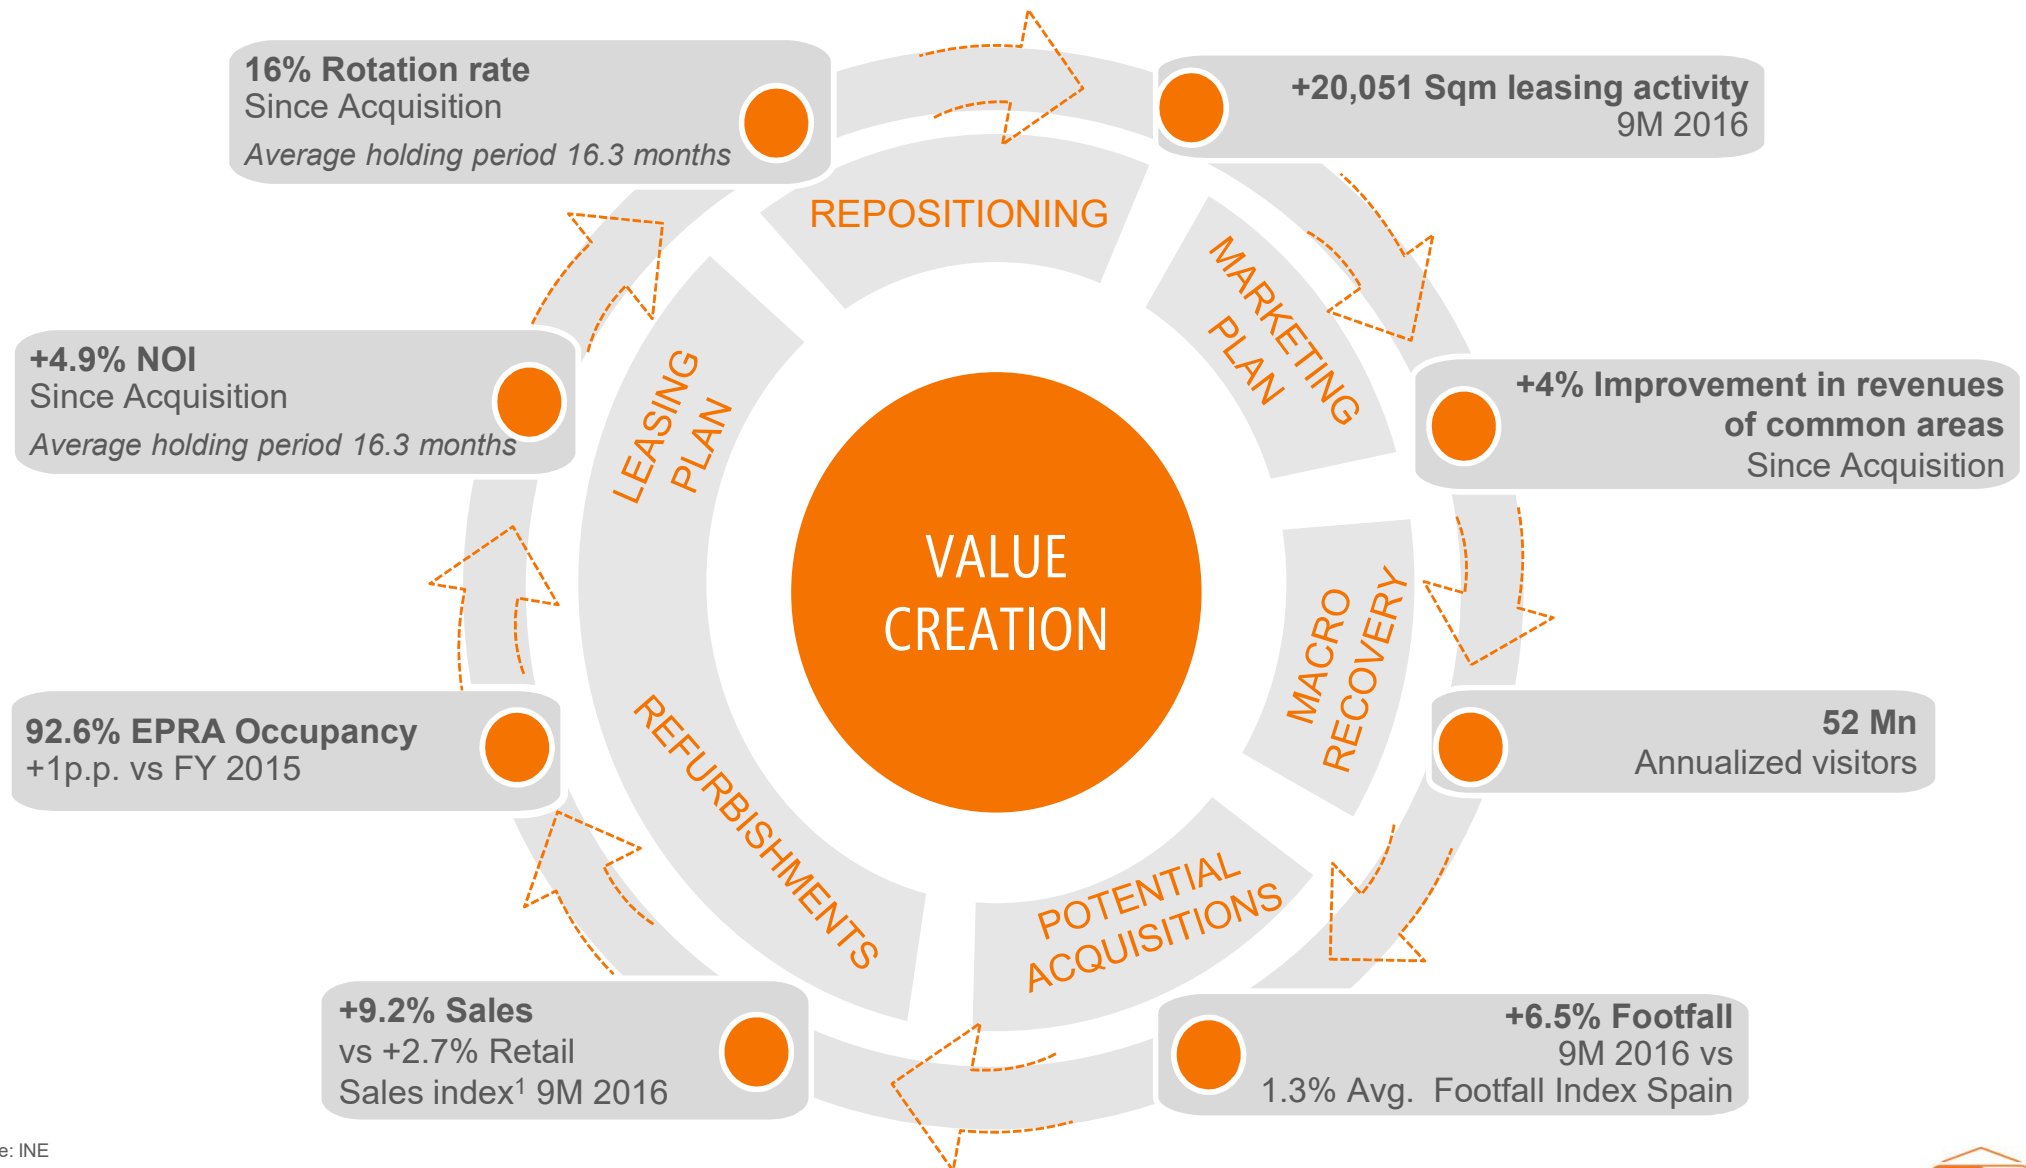 16% Rotation rate
Since Acquisition
Average holding period 16.3 months
+20,051 Sqm leasing activity
9M 2016
+4.9% NOI
Since Acquisition
Average holding period 16.3 months
+4% Improvement in revenues
of common areas
Since Acquisition
92.6% EPRA Occupancy
+1p.p. vs FY 2015
52 Mn
Annualized visitors
+9.2% Sales
vs +2.7% Retail
Sales index¹ 9M 2016
+6.5% Footfall
9M 2016 vs
1.3% Avg. Footfall Index Spain
REPOSITIONING
MARKETING
PLAN
MACRO
RECOVERY
POTENTIAL
ACQUISITIONS
REFURBISHMENTS
LEASING
PLAN
VALUE
CREATION
e: INE